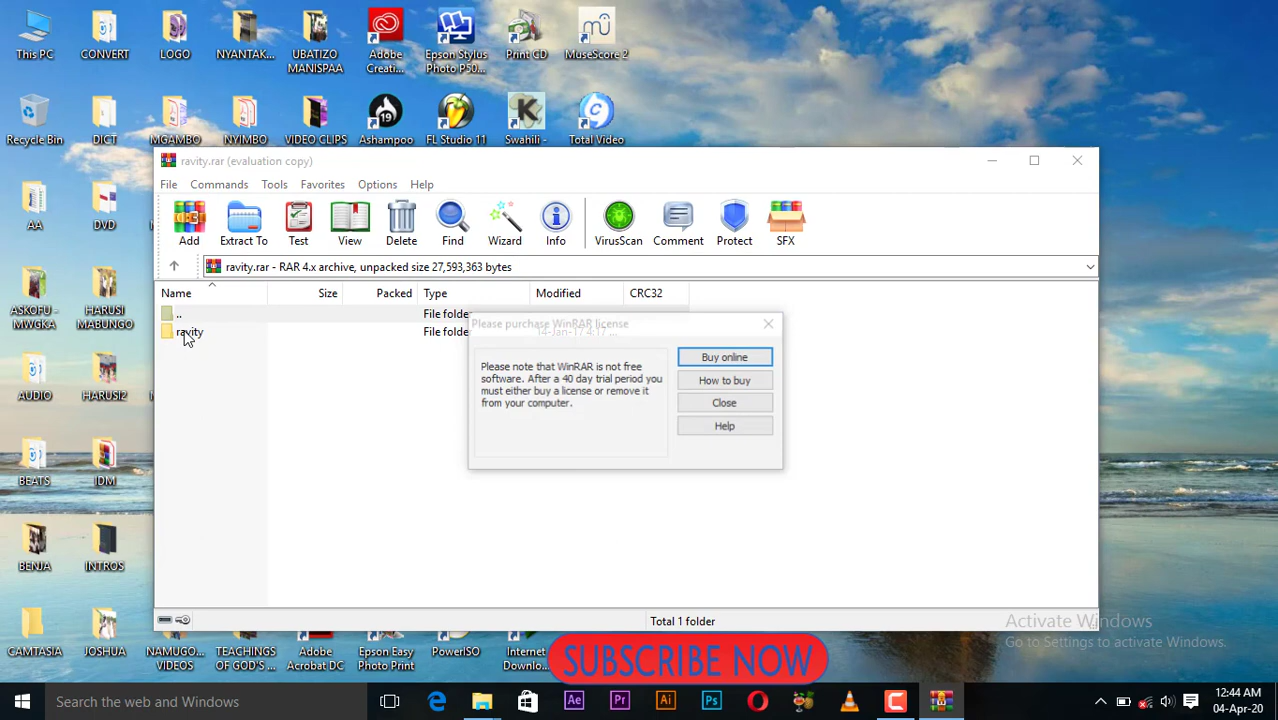 This PC
CONVERT
LOGO
NYANTAK...
UBATIZO
MANISPAA
Adobe
Creati...
Epson Stylus
Photo P50...
Print CD
MuseScore 2
Recycle Bin
DICT
MGAMBO
NYIMBO
VIDEO CLIPS
Ashampoo
FL Studio 11
Swahili -
Total Video
ravity.rar (evaluation copy)
File Commands Tools Favorites Options Help
Add Extract To Test View Delete Find Wizard Info VirusScan Comment Protect SFX
ravity.rar - RAR 4.x archive, unpacked size 27,593,363 bytes
Name Size Packed Type Modified CRC32
.. File folder
ravity File folde
Please purchase WinRAR license
Please note that WinRAR is not free
software. After a 40 day trial period you
must either buy a license or remove it
from your computer.
Buy online
How to buy
Close
Help
Total 1 folder
AA
DVD
ASKOFU -
MWGKA
HARUSI
MABUNGO
AUDIO
HARUSI2
BEATS
IDM
BENJA
INTROS
CAMTASIA
JOSHUA
NAMUGO...
VIDEOS
TEACHINGS
OF GOD'S ...
Adobe
Acrobat DC
Epson Easy
Photo Print
PowerISO
Internet
Downlo...
SUBSCRIBE NOW
Activate Windows
Go to Settings to activate Windows.
Search the web and Windows
Ae Pr Ai Ps
12:44 AM
04-Apr-20